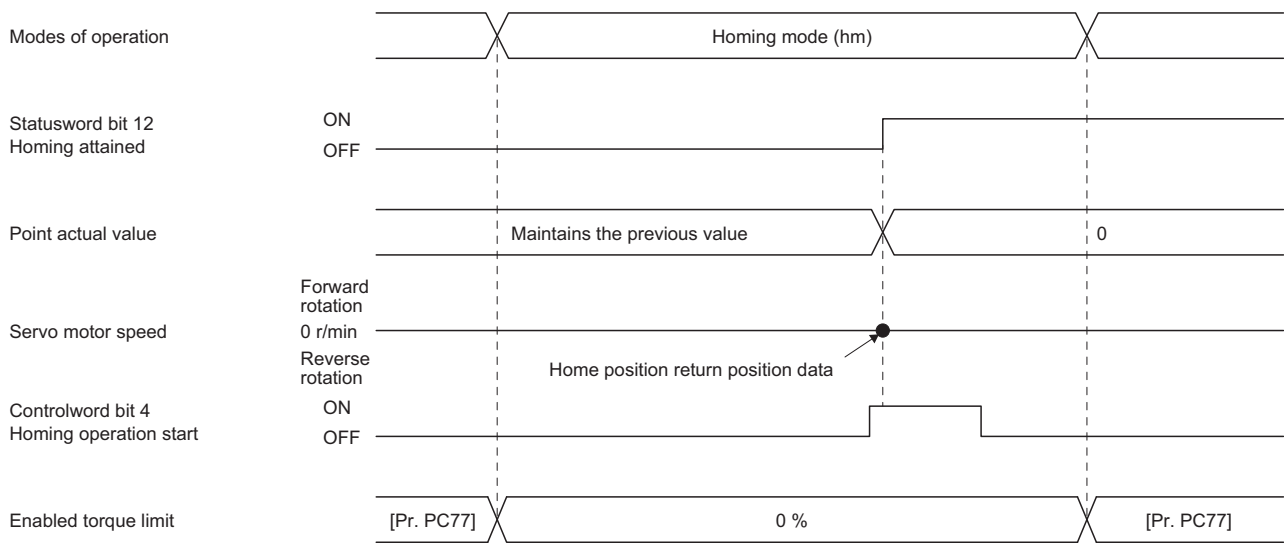 Modes of operation
Homing mode (hm)
Statusword bit 12
Homing attained
ON
OFF
Point actual value
Maintains the previous value
0
Servo motor speed
Forward
rotation
0 r/min
Reverse
rotation
Home position return position data
Controlword bit 4
Homing operation start
ON
OFF
Enabled torque limit
[Pr. PC77]
0 %
[Pr. PC77]